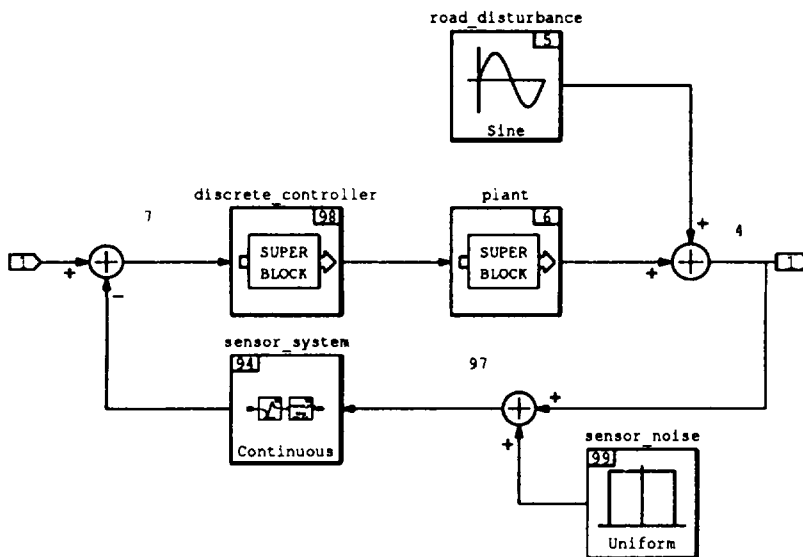 road_disturbance
5
Sine
7
discrete_controller
98
SUPER
BLOCK
plant
6
SUPER
BLOCK
+
4
1
+
+
1
−
sensor_system
94
Continuous
97
+
+
sensor_noise
99
Uniform